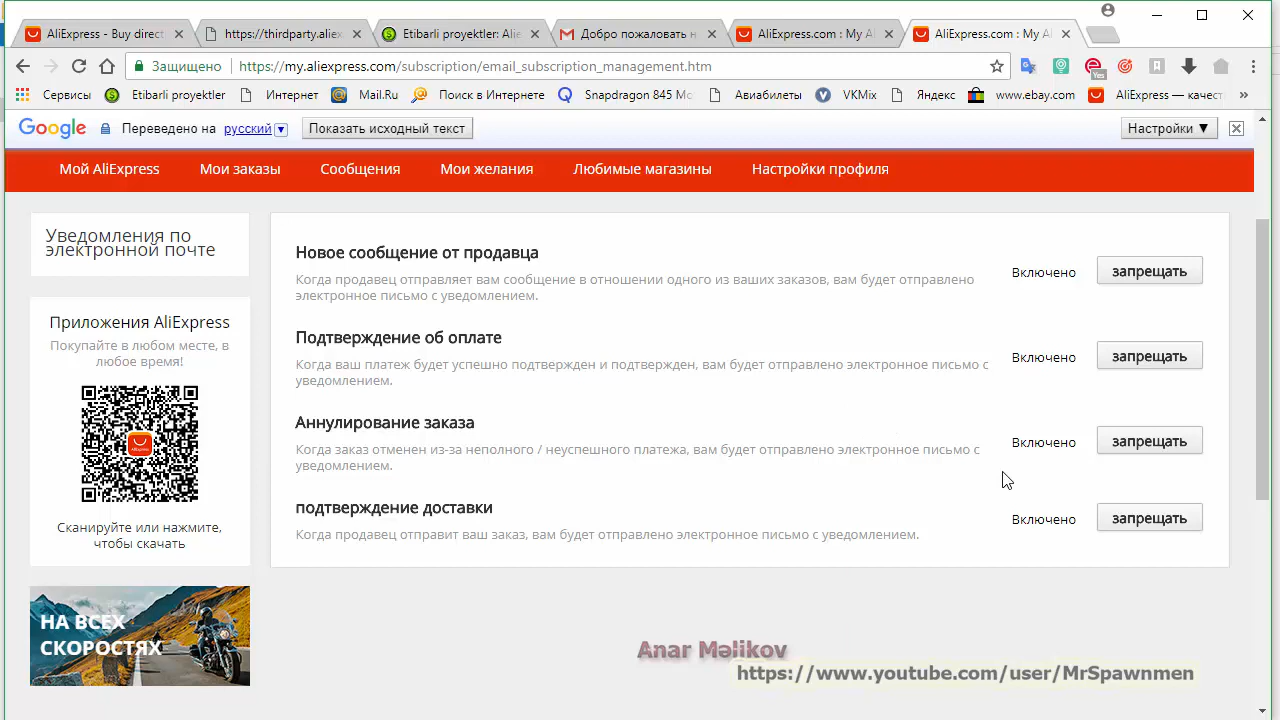 AliExpress - Buy direct
https://thirdparty.aliex
Etibarli proyektler: Alie
Добро пожаловать н
AliExpress.com : My A
AliExpress.com : My Al
Защищено
https://my.aliexpress.com/subscription/email_subscription_management.htm
Yes
Сервисы
Etibarli proyektler
Интернет
Mail.Ru
Поиск в Интернете
Snapdragon 845 Mo
Авиабилеты
VKMix
Яндекс
www.ebay.com
AliExpress — качест
»
Google Переведено на русский ▼ Показать исходный текст Настройки ▼
Мой AliExpress Мои заказы Сообщения Мои желания Любимые магазины Настройки профиля
Уведомления по
электронной почте
Приложения AliExpress
Покупайте в любом месте, в
любое время!
AliExpress
Сканируйте или нажмите,
чтобы скачать
НА ВСЕХ
СКОРОСТЯХ
Новое сообщение от продавца
Когда продавец отправляет вам сообщение в отношении одного из ваших заказов, вам будет отправлено
электронное письмо с уведомлением.
Включено запрещать
Подтверждение об оплате
Когда ваш платеж будет успешно подтвержден и подтвержден, вам будет отправлено электронное письмо с
уведомлением.
Включено запрещать
Аннулирование заказа
Когда заказ отменен из-за неполного / неуспешного платежа, вам будет отправлено электронное письмо с
уведомлением.
Включено запрещать
подтверждение доставки
Когда продавец отправит ваш заказ, вам будет отправлено электронное письмо с уведомлением.
Включено запрещать
Anar Məlikov
https://www.youtube.com/user/MrSpawnmen